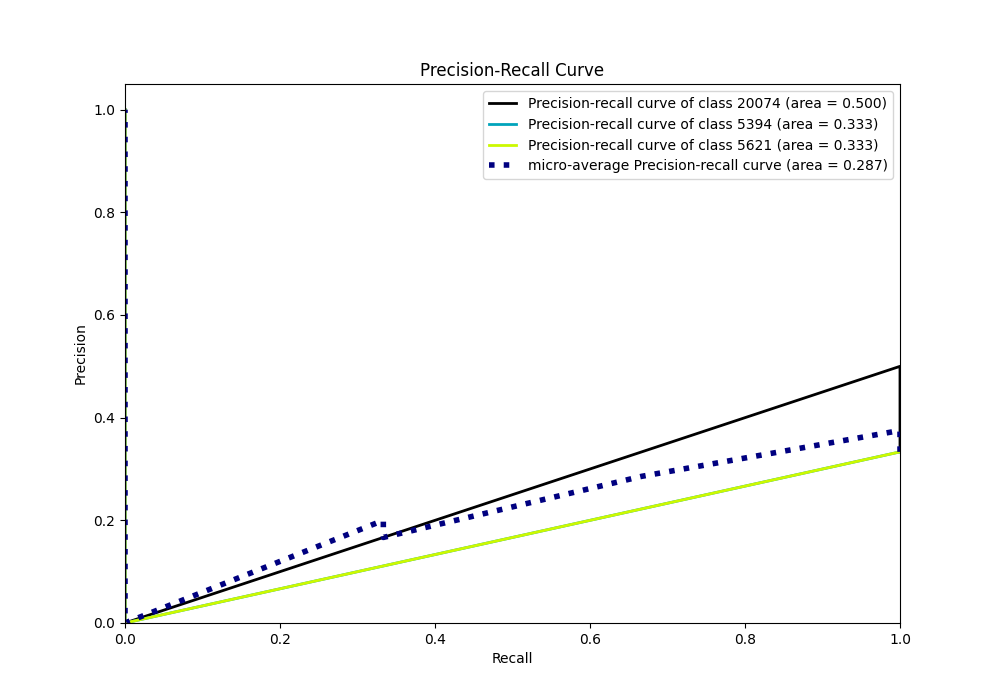 Precision-Recall Curve
Precision-recall curve of class 20074 (area = 0.500)
Precision-recall curve of class 5394 (area = 0.333)
Precision-recall curve of class 5621 (area = 0.333)
micro-average Precision-recall curve (area = 0.287)
1.0
0.8
0.6
0.4
0.2
0.0
Precision
0.0 0.2 0.4 0.6 0.8 1.0
Recall